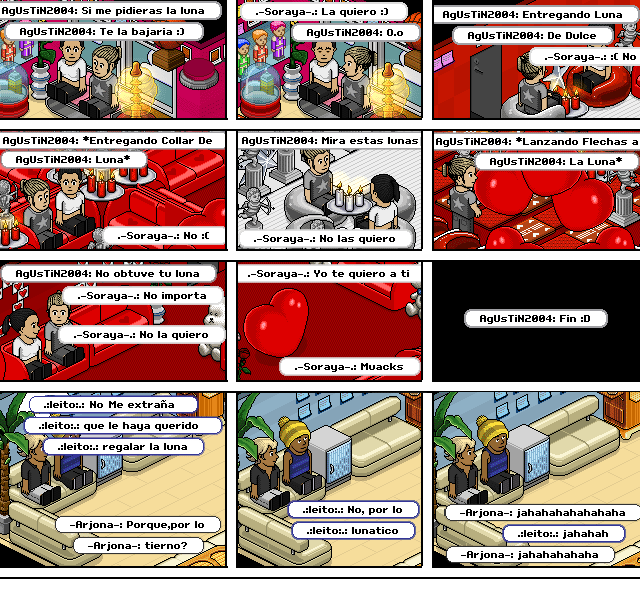 AgUsTiN2004: Si me pidieras la luna
AgUsTiN2004: Te la bajaria :)
.-Soraya-.: La quiero :)
AgUsTiN2004: O.o
AgUsTiN2004: Entregando Luna
AgUsTiN2004: De Dulce
.-Soraya-.: :( No
AgUsTiN2004: *Entregando Collar De
AgUsTiN2004: Luna*
.-Soraya-.: No :(
AgUsTiN2004: Mira estas lunas
.-Soraya-.: No las quiero
AgUsTiN2004: *Lanzando Flechas a
AgUsTiN2004: La Luna*
AgUsTiN2004: No obtuve tu luna
.-Soraya-.: No importa
.-Soraya-.: No la quiero
.-Soraya-.: Yo te quiero a ti
.-Soraya-.: Muacks
AgUsTiN2004: Fin :D
.:leito:.: No Me extraña
.:leito:.: que le haya querido
.:leito:.: regalar la luna
-Arjona-: Porque,por lo
-Arjona-: tierno?
.:leito:.: No, por lo
.:leito:.: lunatico
-Arjona-: jahahahahahaha
.:leito:.: jahahah
-Arjona-: jahahahahaha